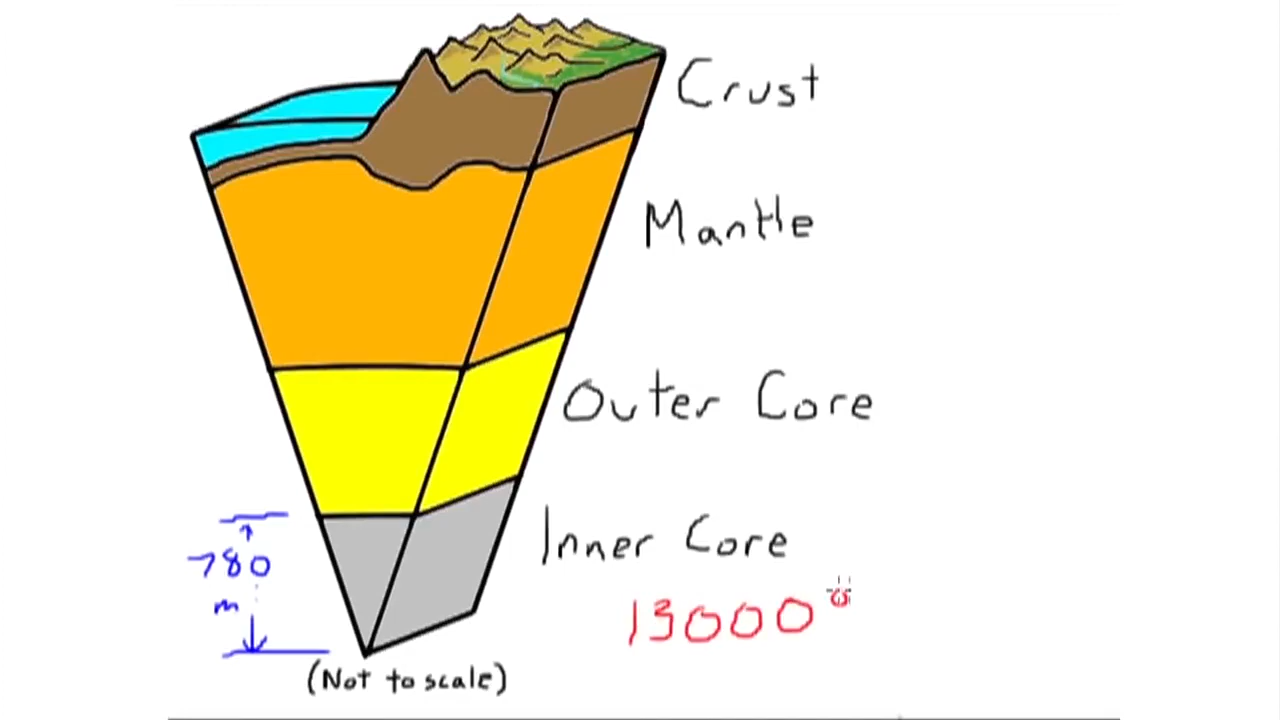 Crust
Mantle
Outer Core
780
m
Inner Core
13000°
(Not to scale)